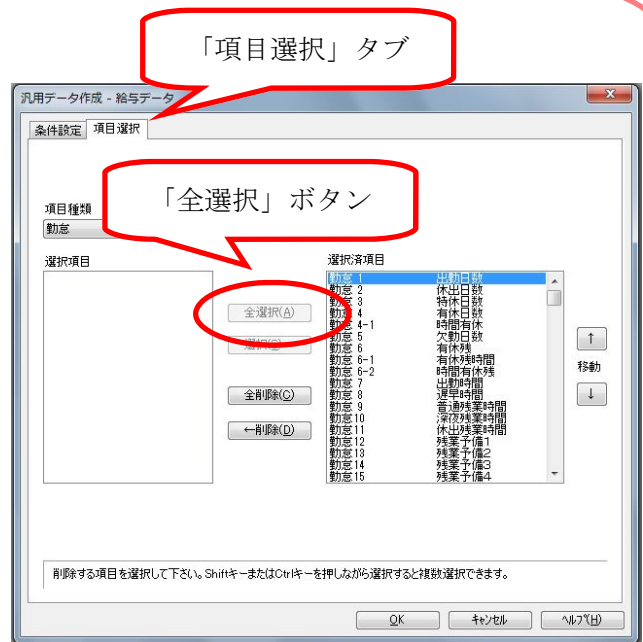 「項目選択」タブ
汎用データ作成 - 給与データ
条件設定 項目選択
「全選択」ボタン
項目種類
勤怠
選択項目
選択済項目
全選択(A)
全削除(C)
←削除(D)
勤怠 1 出勤日数
勤怠 2 休出日数
勤怠 3 特休日数
勤怠 4 有休日数
勤怠 4-1 時間有休
勤怠 5 欠勤日数
勤怠 6 有休残
勤怠 6-1 有休残時間
勤怠 6-2 時間有休残
勤怠 7 出勤時間
勤怠 8 遅早時間
勤怠 9 普通残業時間
勤怠 10 深夜残業時間
勤怠 11 休出残業時間
勤怠 12 残業予備1
勤怠 13 残業予備2
勤怠 14 残業予備3
勤怠 15 残業予備4
↑
移動
↓
削除する項目を選択して下さい。ShiftキーまたはCtrlキーを押しながら選択すると複数選択できます。
OK キャンセル ヘルプ(H)